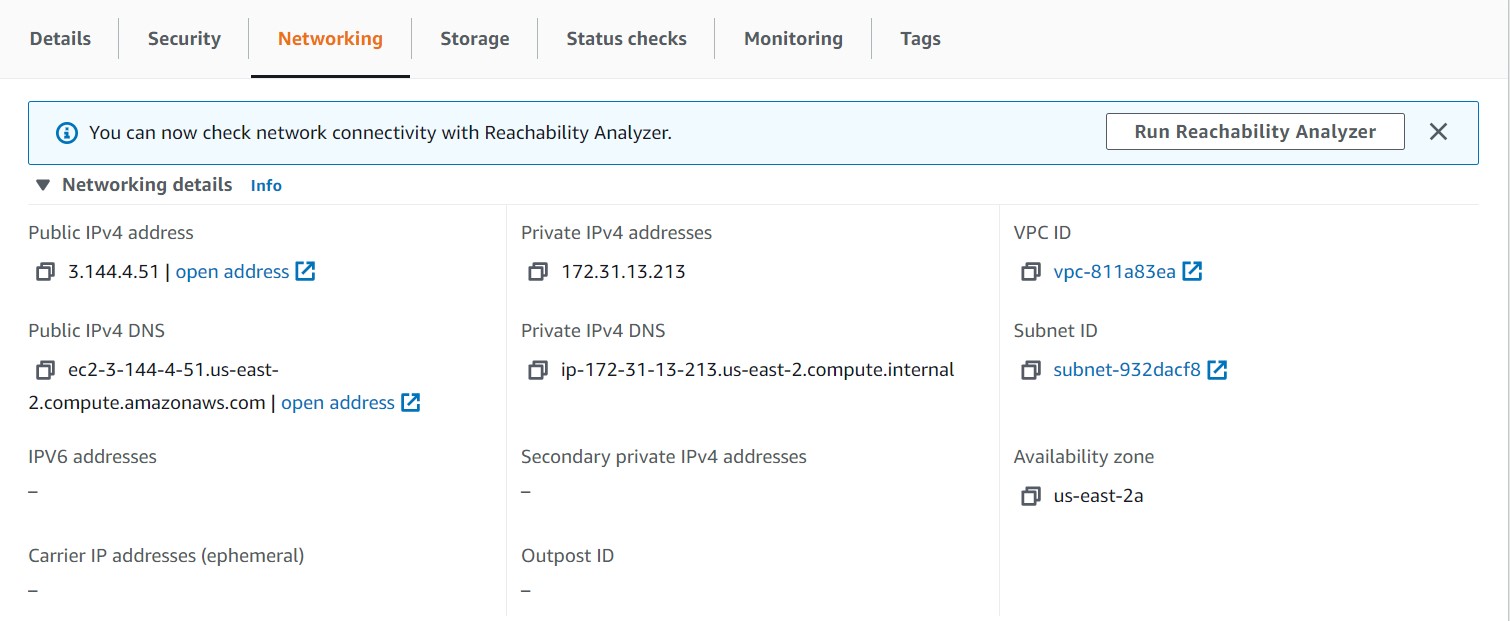 Details
Security
Networking
Storage
Status checks
Monitoring
Tags
You can now check network connectivity with Reachability Analyzer.
Run Reachability Analyzer
Networking details Info
Public IPv4 address
3.144.4.51 | open address
Public IPv4 DNS
ec2-3-144-4-51.us-east-
2.compute.amazonaws.com | open address
IPV6 addresses
–
Carrier IP addresses (ephemeral)
–
Private IPv4 addresses
172.31.13.213
Private IPv4 DNS
ip-172-31-13-213.us-east-2.compute.internal
Secondary private IPv4 addresses
–
Outpost ID
–
VPC ID
vpc-811a83ea
Subnet ID
subnet-932dacf8
Availability zone
us-east-2a